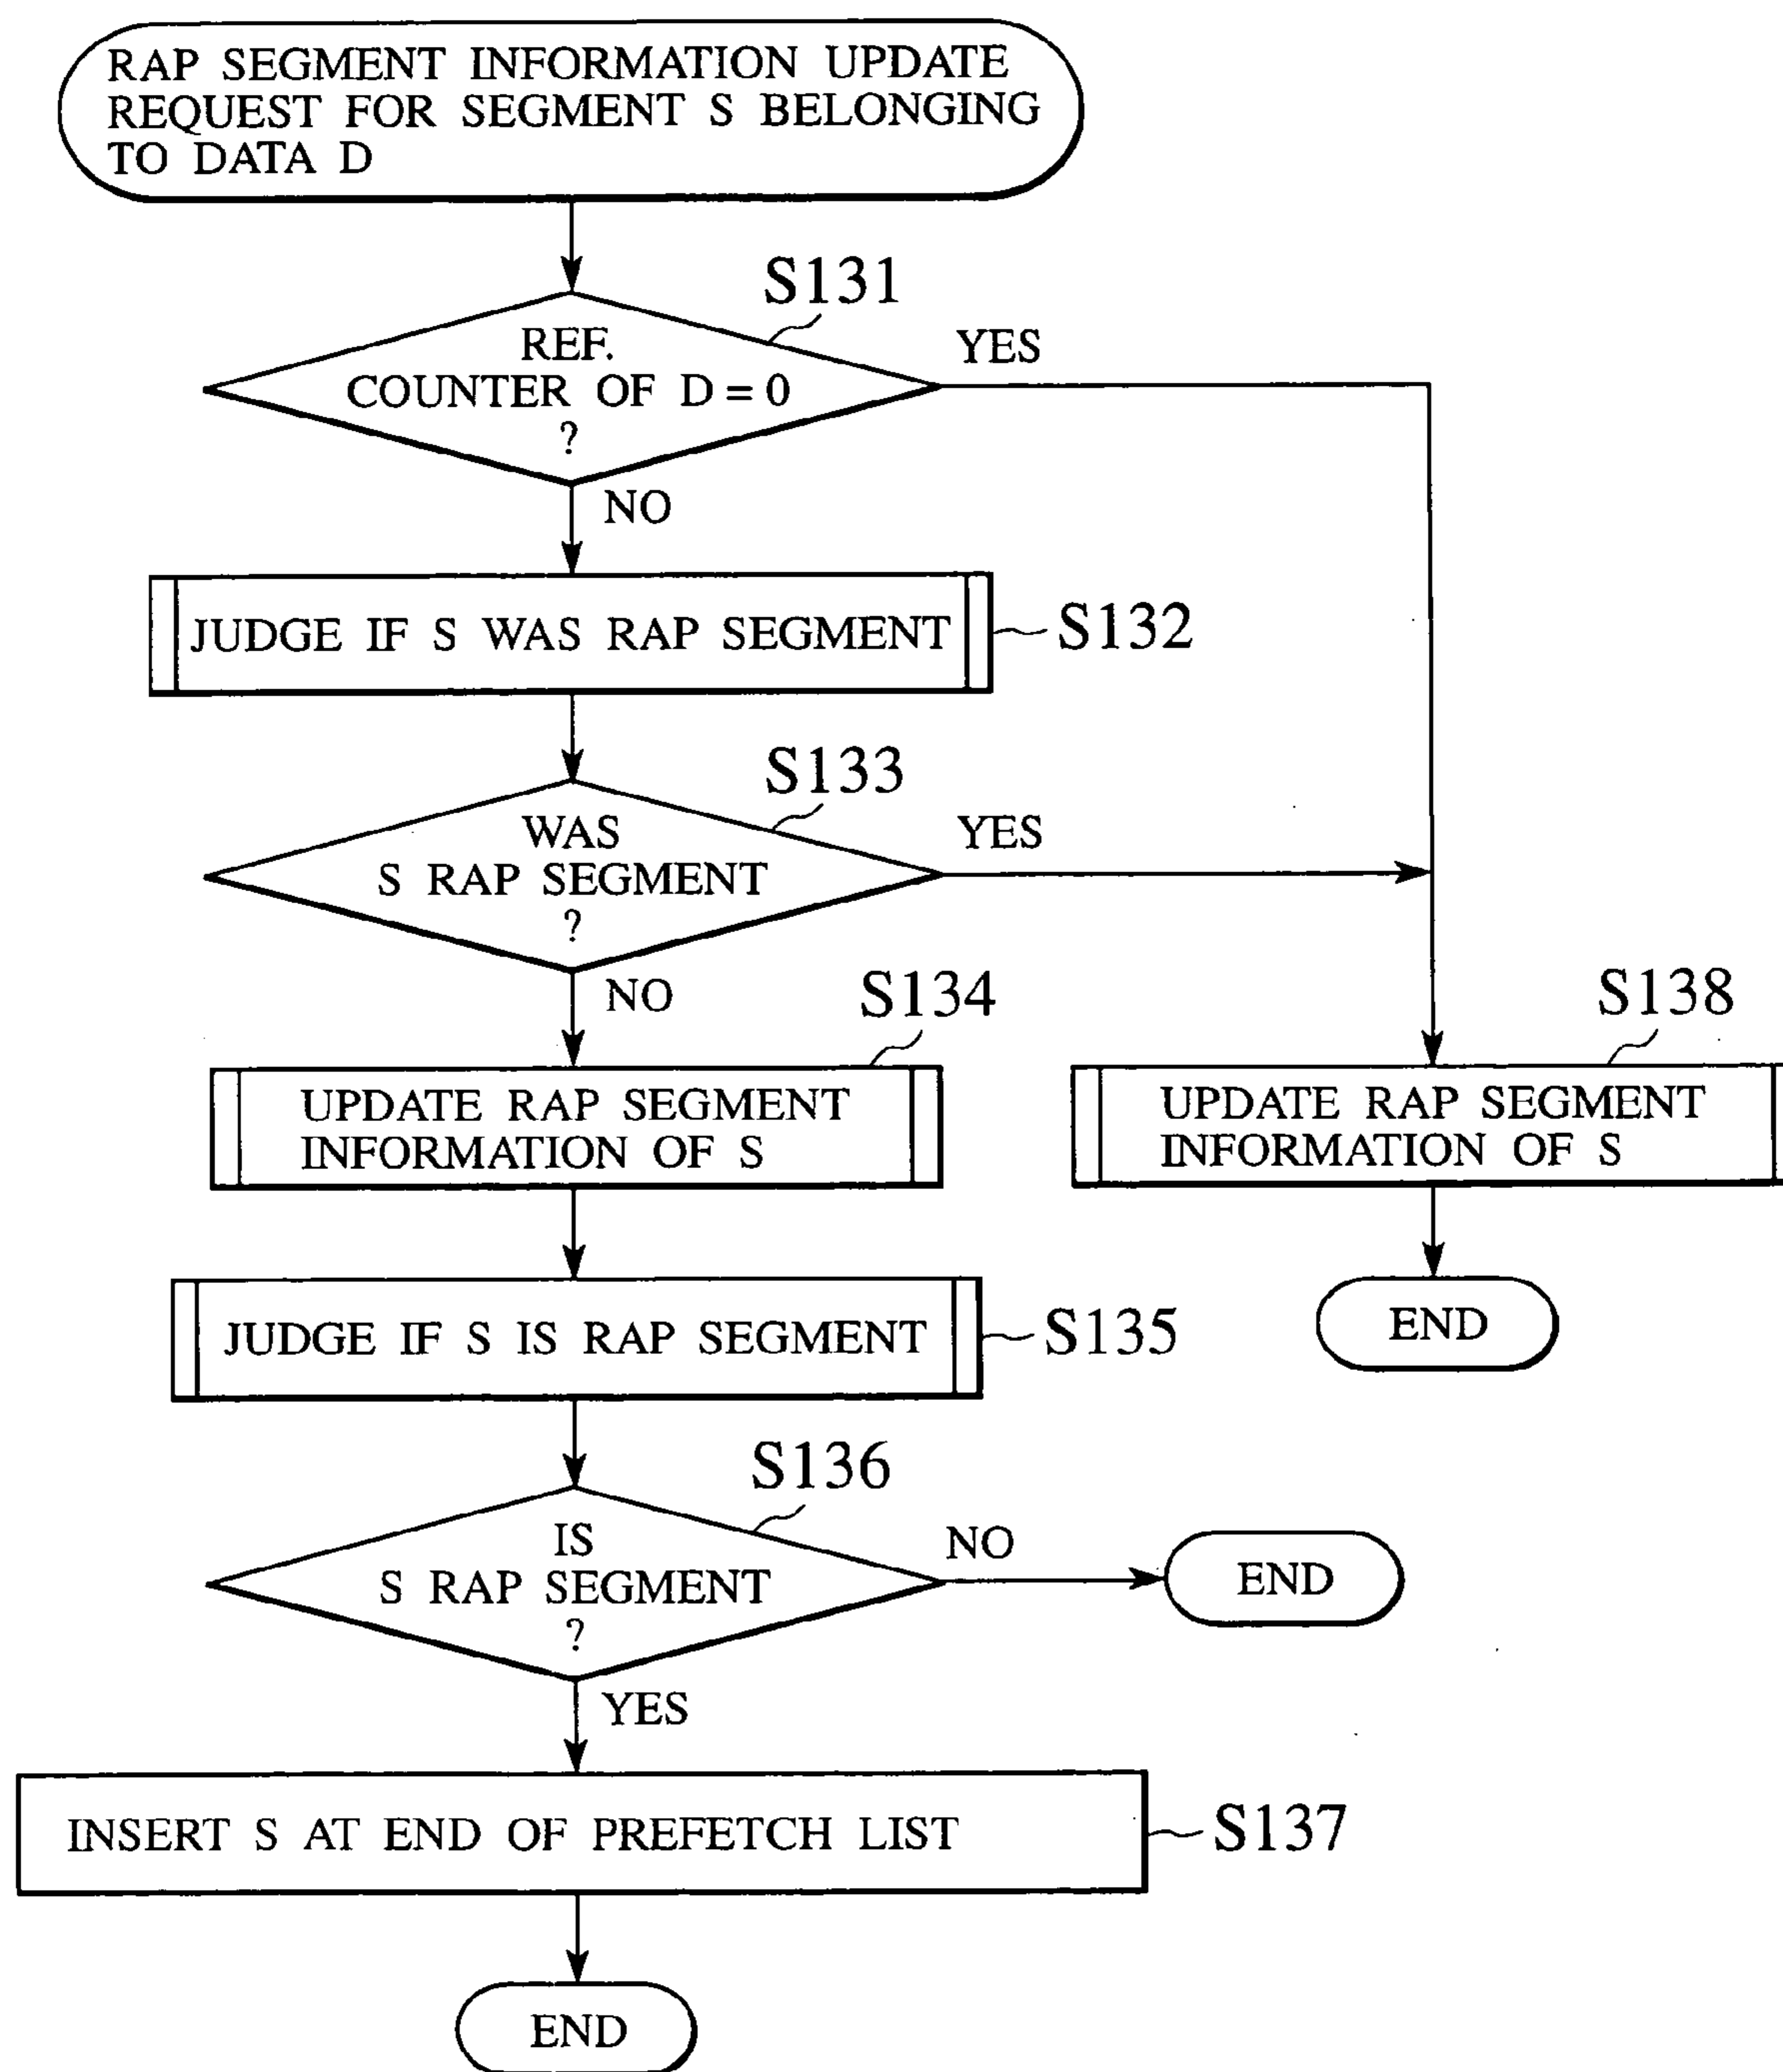 RAP SEGMENT INFORMATION UPDATE
REQUEST FOR SEGMENT S BELONGING
TO DATA D
S131
REF.
COUNTER OF D = 0
?
YES
NO
JUDGE IF S WAS RAP SEGMENT
S132
S133
WAS
S RAP SEGMENT
?
YES
NO
S134
UPDATE RAP SEGMENT
INFORMATION OF S
S138
UPDATE RAP SEGMENT
INFORMATION OF S
END
JUDGE IF S IS RAP SEGMENT
S135
S136
IS
S RAP SEGMENT
?
NO
END
YES
INSERT S AT END OF PREFETCH LIST
S137
END